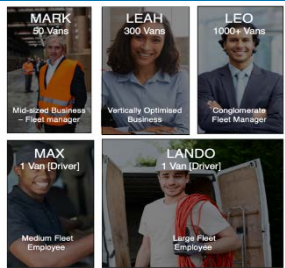 MARK
50 Vans
Mid-sized Business
– Fleet manager
LEAH
300 Vans
Vertically Optimised
Business
LEO
1000+ Vans
Conglomerate
Fleet Manager
MAX
1 Van [Driver]
Medium Fleet
Employee
LANDO
1 Van [Driver]
Large Fleet
Employee